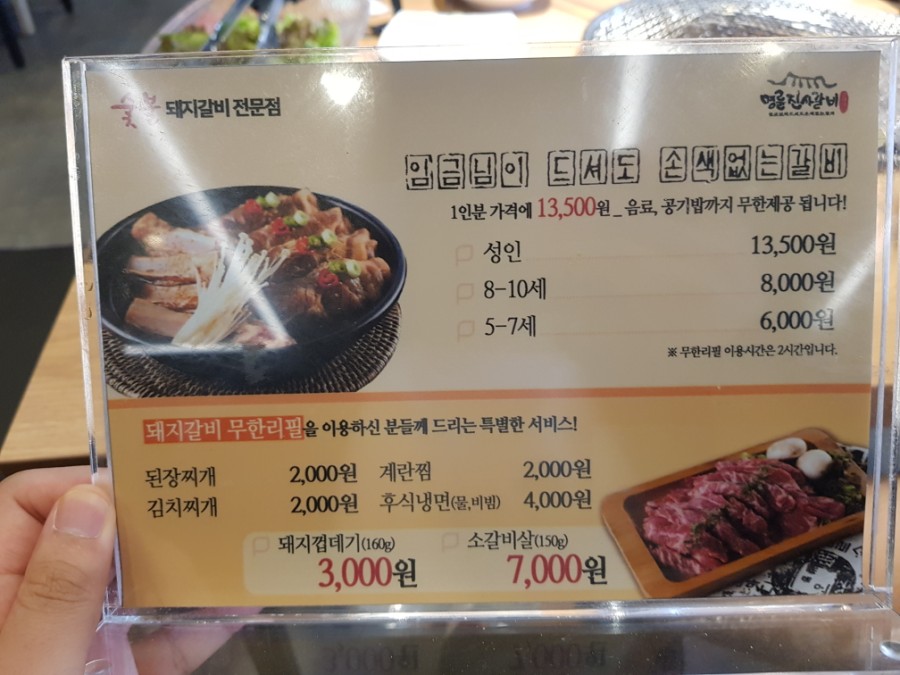 숯불 돼지갈비 전문점
명륜진사갈비
임금님이 드셔도 손색없는갈비
1인분 가격에 13,500원_음료, 공기밥까지 무한제공 됩니다!
성인 13,500원
8-10세 8,000원
5-7세 6,000원
※ 무한리필 이용시간은 2시간입니다.
돼지갈비 무한리필을 이용하신 분들께 드리는 특별한 서비스!
된장찌개 2,000원 계란찜 2,000원
김치찌개 2,000원 후식냉면(물,비빔) 4,000원
돼지껍데기(160g) 소갈비살(150g)
3,000원 7,000원